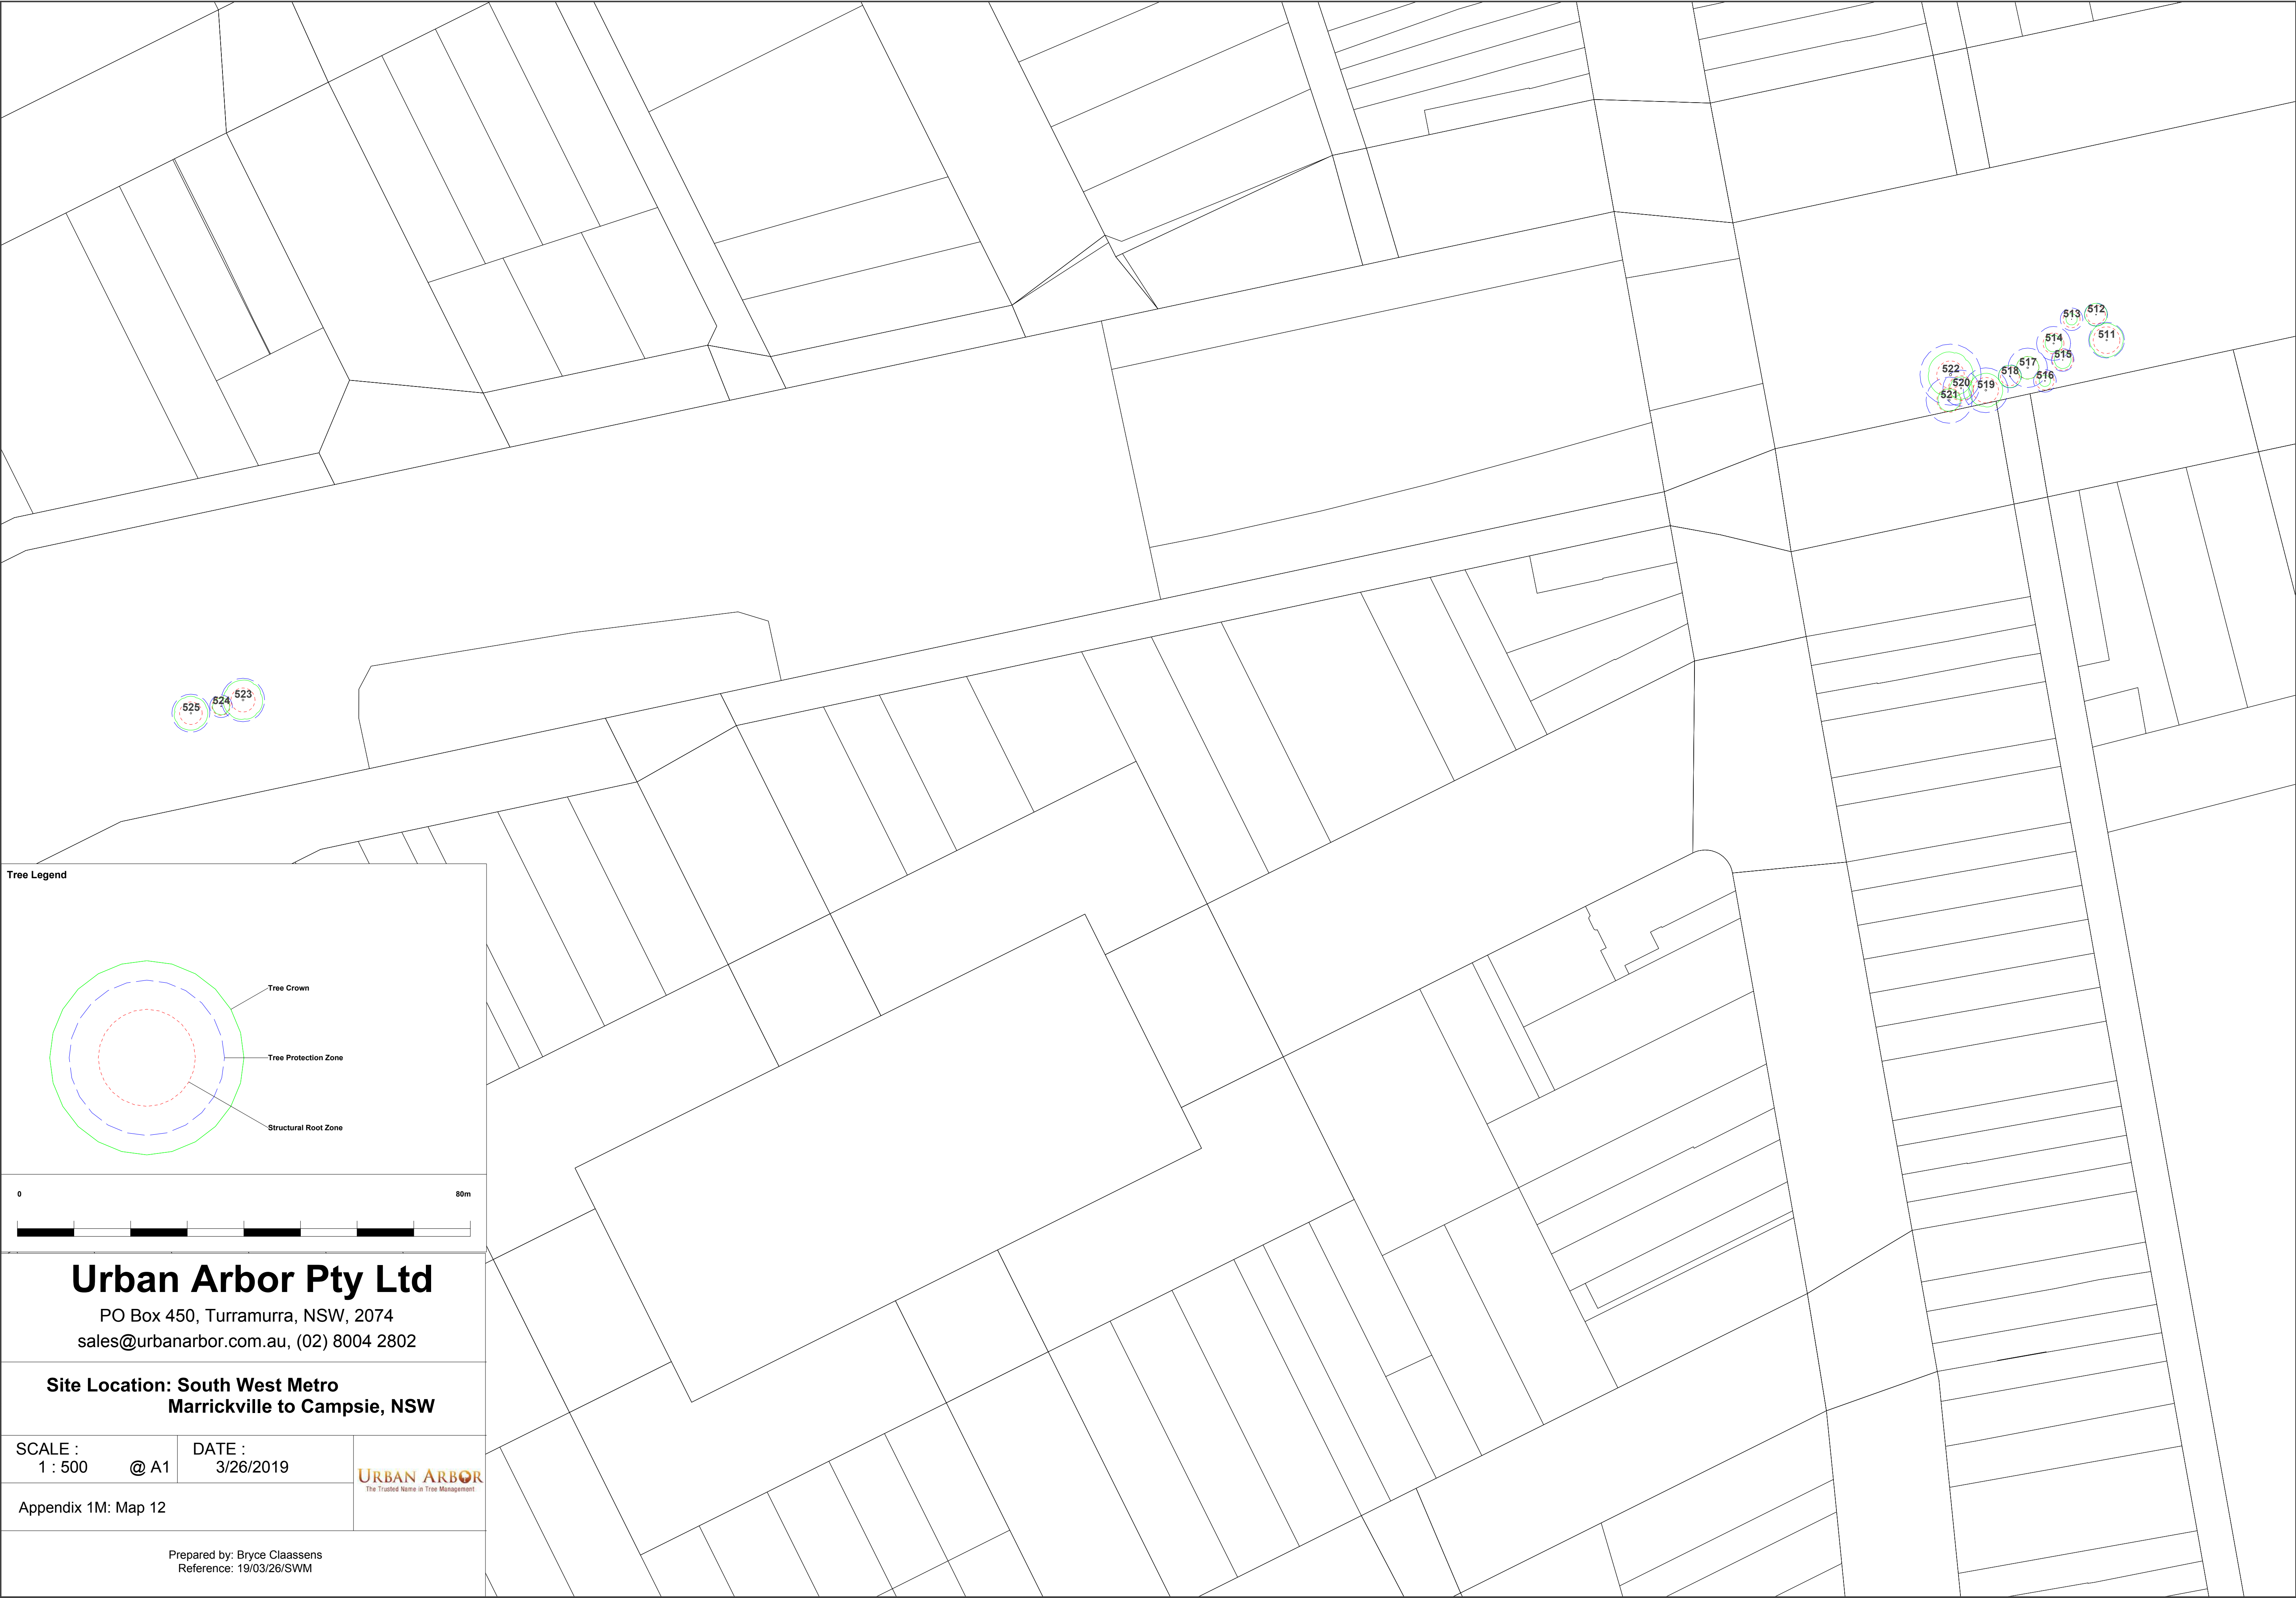 512
513
511
514
515
517
518
516
522
520
519
521
523
524
525
Tree Legend
Tree Crown
Tree Protection Zone
Structural Root Zone
0
80m
Urban Arbor Pty Ltd
PO Box 450, Turramurra, NSW, 2074
sales@urbanarbor.com.au, (02) 8004 2802
Site Location: South West Metro
Marrickville to Campsie, NSW
SCALE :
1 : 500 @ A1
DATE :
3/26/2019
URBAN ARBOR
The Trusted Name in Tree Management
Appendix 1M: Map 12
Prepared by: Bryce Claassens
Reference: 19/03/26/SWM